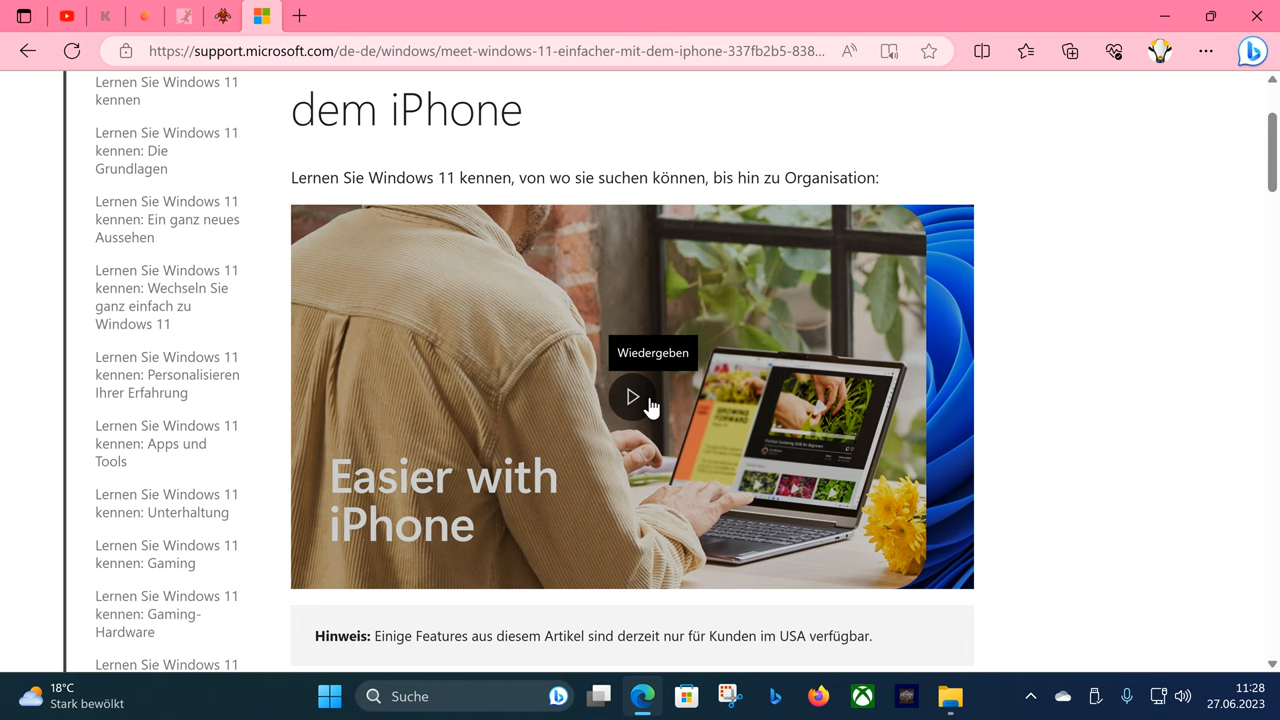 https://support.microsoft.com/de-de/windows/meet-windows-11-einfacher-mit-dem-iphone-337fb2b5-838...
Lernen Sie Windows 11
kennen
Lernen Sie Windows 11
kennen: Die
Grundlagen
Lernen Sie Windows 11
kennen: Ein ganz neues
Aussehen
Lernen Sie Windows 11
kennen: Wechseln Sie
ganz einfach zu
Windows 11
Lernen Sie Windows 11
kennen: Personalisieren
Ihrer Erfahrung
Lernen Sie Windows 11
kennen: Apps und
Tools
Lernen Sie Windows 11
kennen: Unterhaltung
Lernen Sie Windows 11
kennen: Gaming
Lernen Sie Windows 11
kennen: Gaming-
Hardware
Lernen Sie Windows 11
dem iPhone
Lernen Sie Windows 11 kennen, von wo sie suchen können, bis hin zu Organisation:
Wiedergeben
GROWING
FORWARD
Easier with
iPhone
Hinweis: Einige Features aus diesem Artikel sind derzeit nur für Kunden im USA verfügbar.
18°C
Stark bewölkt
Suche
11:28
27.06.2023